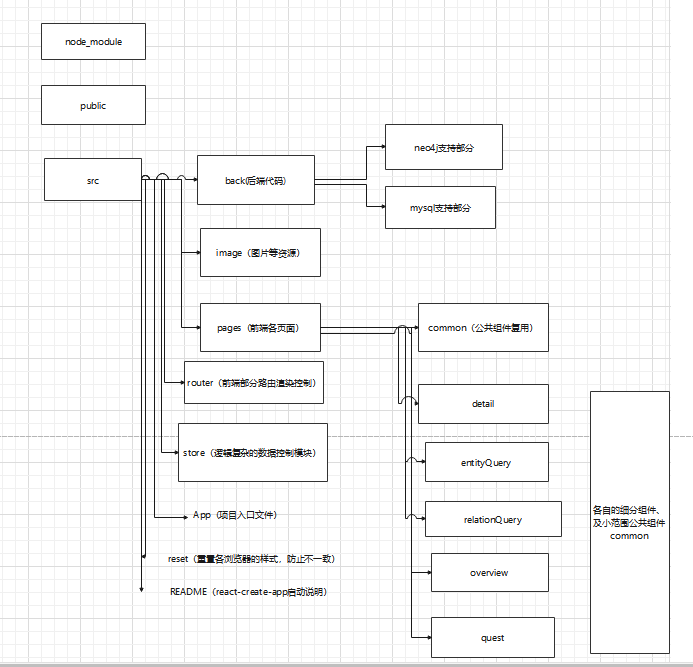 node_module
public
src
back(后端代码)
neo4j支持部分
mysql支持部分
image（图片等资源）
pages（前端各页面）
common（公共组件复用）
router（前端部分路由渲染控制）
detail
store（逻辑复杂的数据控制模块）
entityQuery
App（项目入口文件）
relationQuery
各自的细分组件、
及小范围公共组件
common
reset（重置各浏览器的样式，防止不一致）
overview
README（react-create-app启动说明）
quest